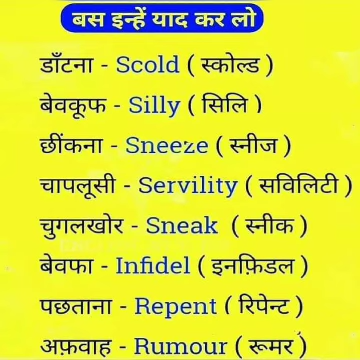 बस इन्हें याद कर लो
डाँटना - Scold ( स्कोल्ड )
बेवकूफ - Silly ( सिलि )
छींकना - Sneeze ( स्नीज )
चापलूसी - Servility ( सर्विलिटी )
चुगलखोर - Sneak ( स्नीक )
बेवफा - Infidel ( इनफ़िडल )
पछताना - Repent ( रिपेन्ट )
अफ़वाह - Rumour ( रूमर )